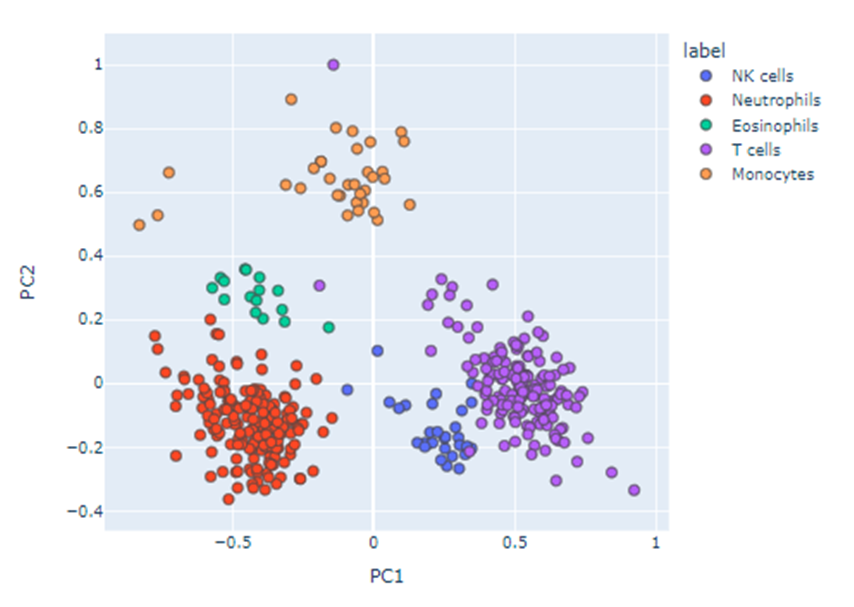 label
NK cells
Neutrophils
Eosinophils
T cells
Monocytes
1
0.8
0.6
0.4
0.2
0
−0.2
−0.4
PC2
−0.5
0
0.5
1
PC1